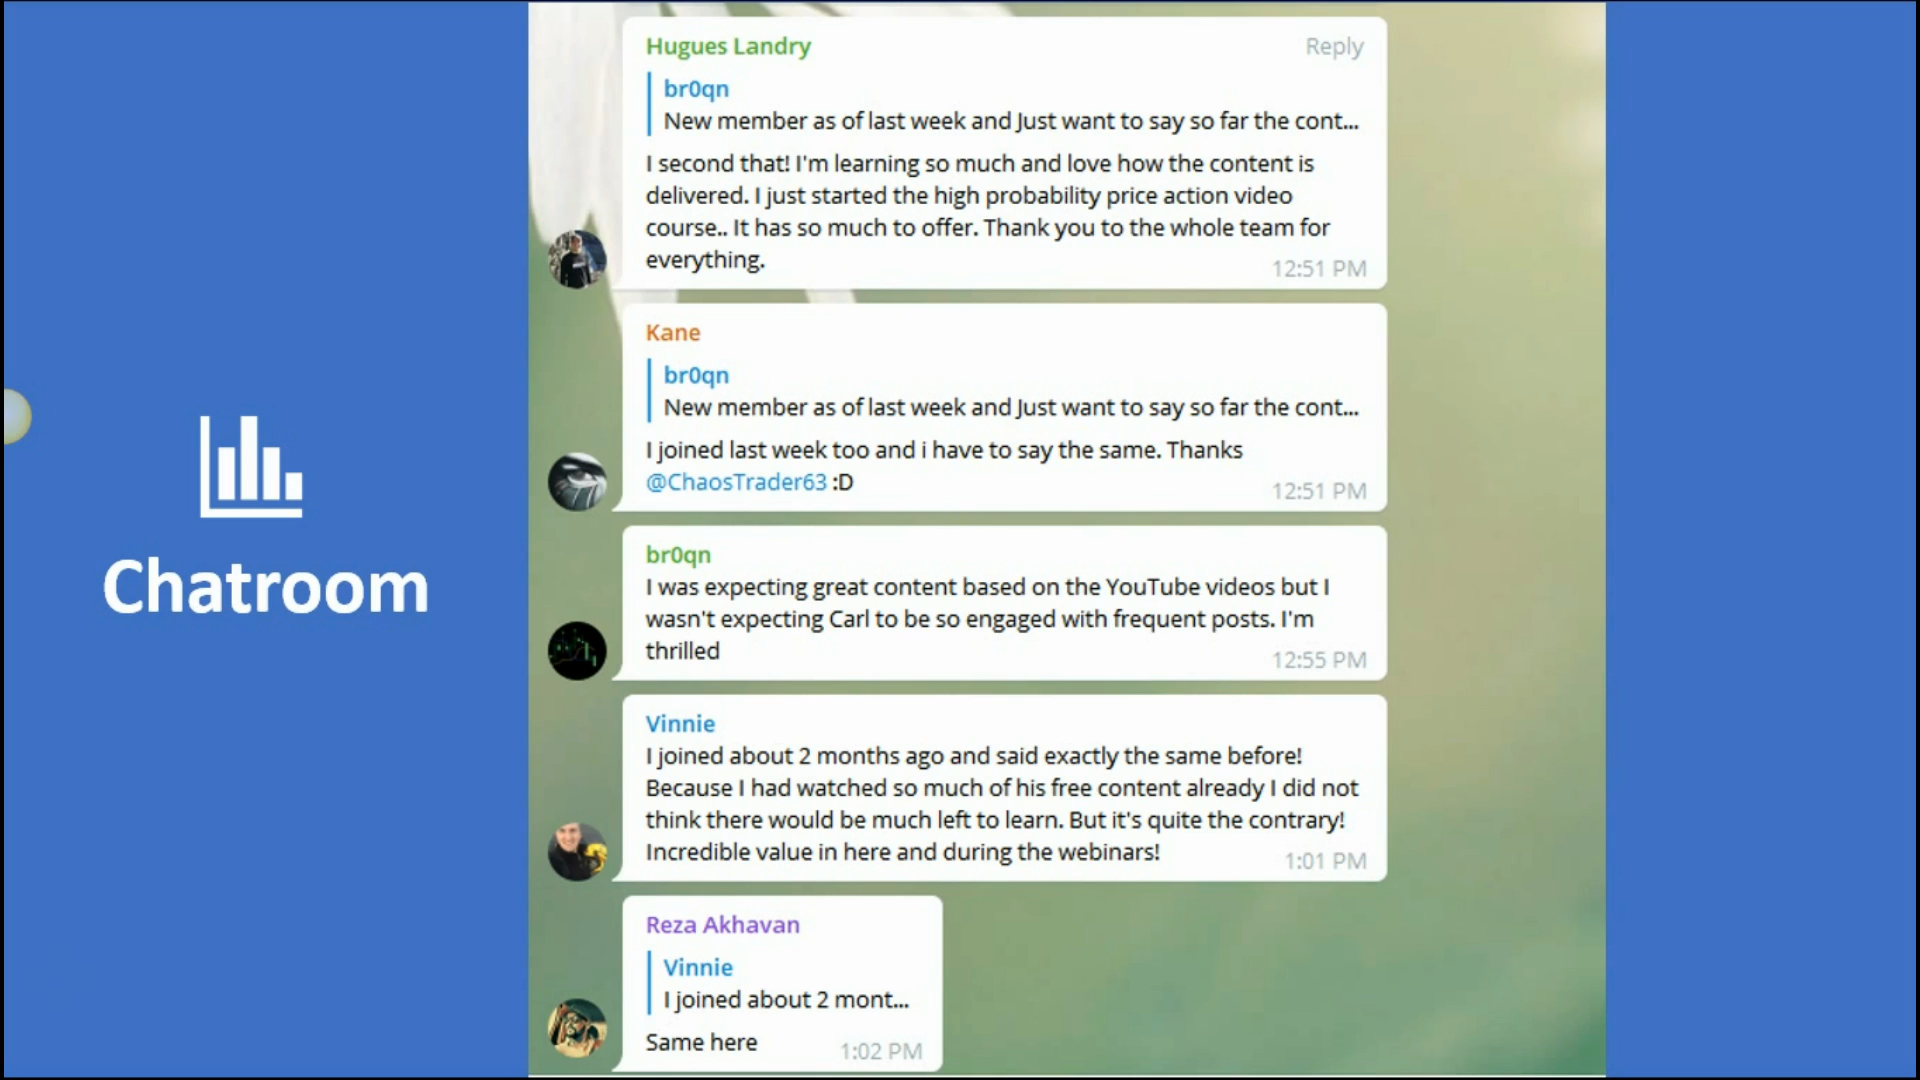 Chatroom
Hugues Landry
Reply
br0qn
New member as of last week and Just want to say so far the cont...
I second that! I'm learning so much and love how the content is
delivered. I just started the high probability price action video
course.. It has so much to offer. Thank you to the whole team for
everything.
12:51 PM
Kane
br0qn
New member as of last week and Just want to say so far the cont...
I joined last week too and i have to say the same. Thanks
@ChaosTrader63 :D
12:51 PM
br0qn
I was expecting great content based on the YouTube videos but I
wasn't expecting Carl to be so engaged with frequent posts. I'm
thrilled
12:55 PM
Vinnie
I joined about 2 months ago and said exactly the same before!
Because I had watched so much of his free content already I did not
think there would be much left to learn. But it's quite the contrary!
Incredible value in here and during the webinars!
1:01 PM
Reza Akhavan
Vinnie
I joined about 2 mont...
Same here
1:02 PM